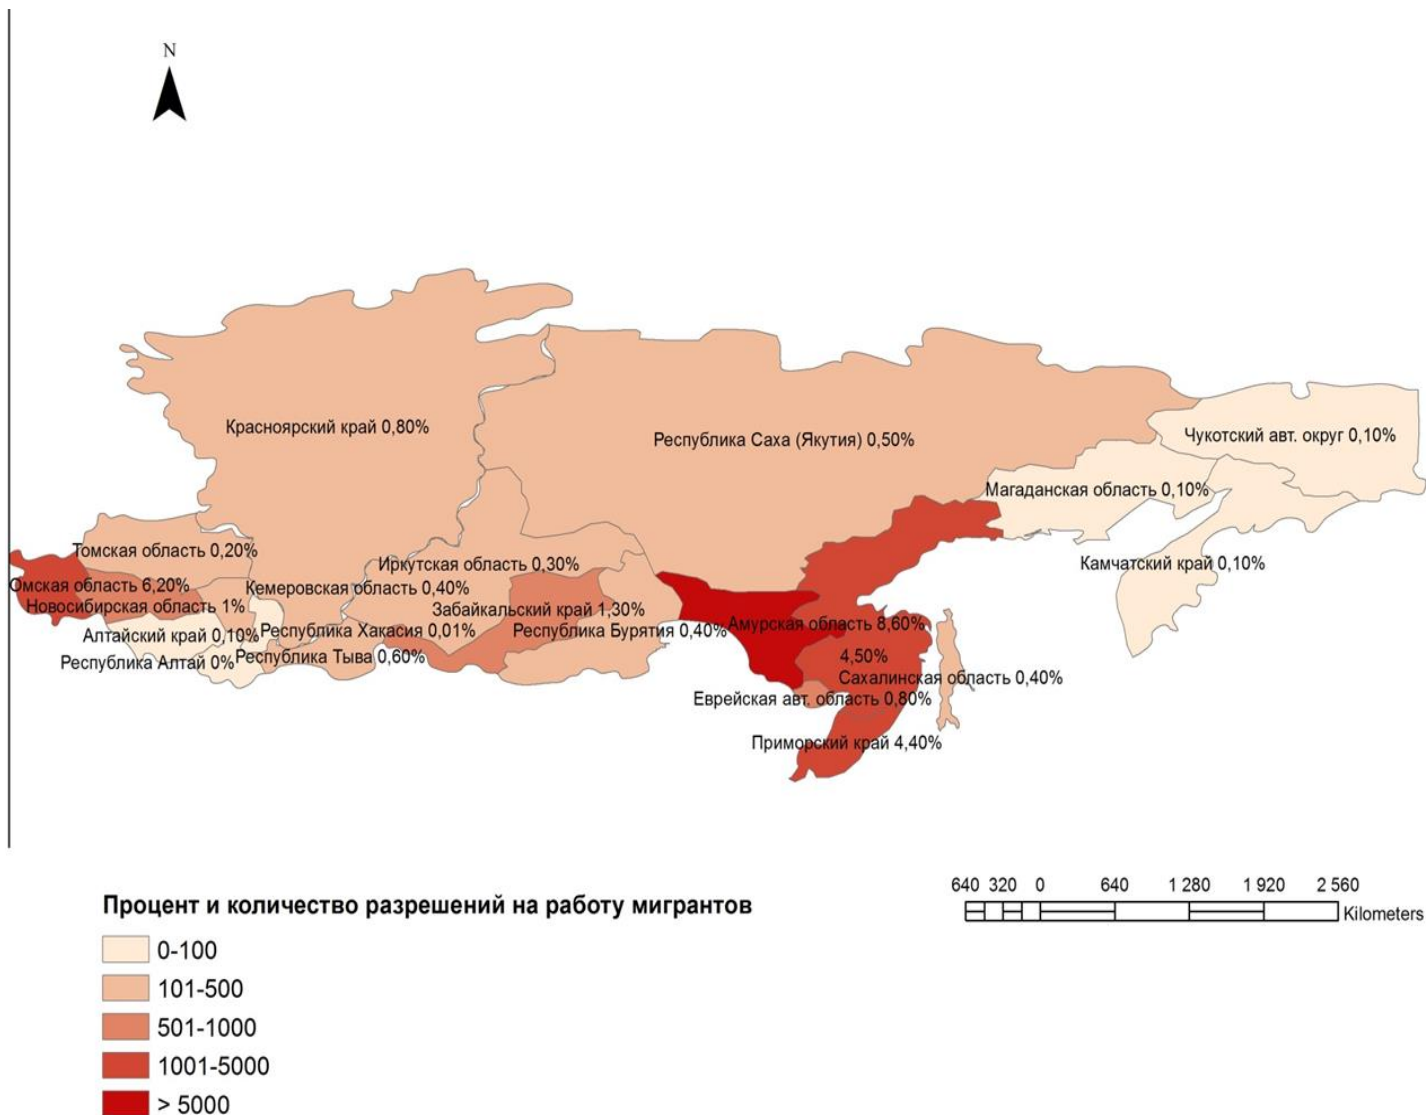 N
Красноярский край 0,80%
Республика Саха (Якутия) 0,50%
Чукотский авт. округ 0,10%
Магаданская область 0,10%
Томская область 0,20%
Иркутская область 0,30%
Камчатский край 0,10%
Омская область 6,20%
Кемеровская область 0,40%
Новосибирская область 1%
Забайкальский край 1,30%
Амурская область 8,60%
Алтайский край 0,10%
Республика Хакасия 0,01%
Республика Бурятия 0,40%
Республика Алтай 0%
Республика Тыва 0,60%
4,50%
Сахалинская область 0,40%
Еврейская авт. область 0,80%
Приморский край 4,40%
640 320 0 640 1 280 1 920 2 560
Kilometers
Процент и количество разрешений на работу мигрантов
0-100
101-500
501-1000
1001-5000
> 5000